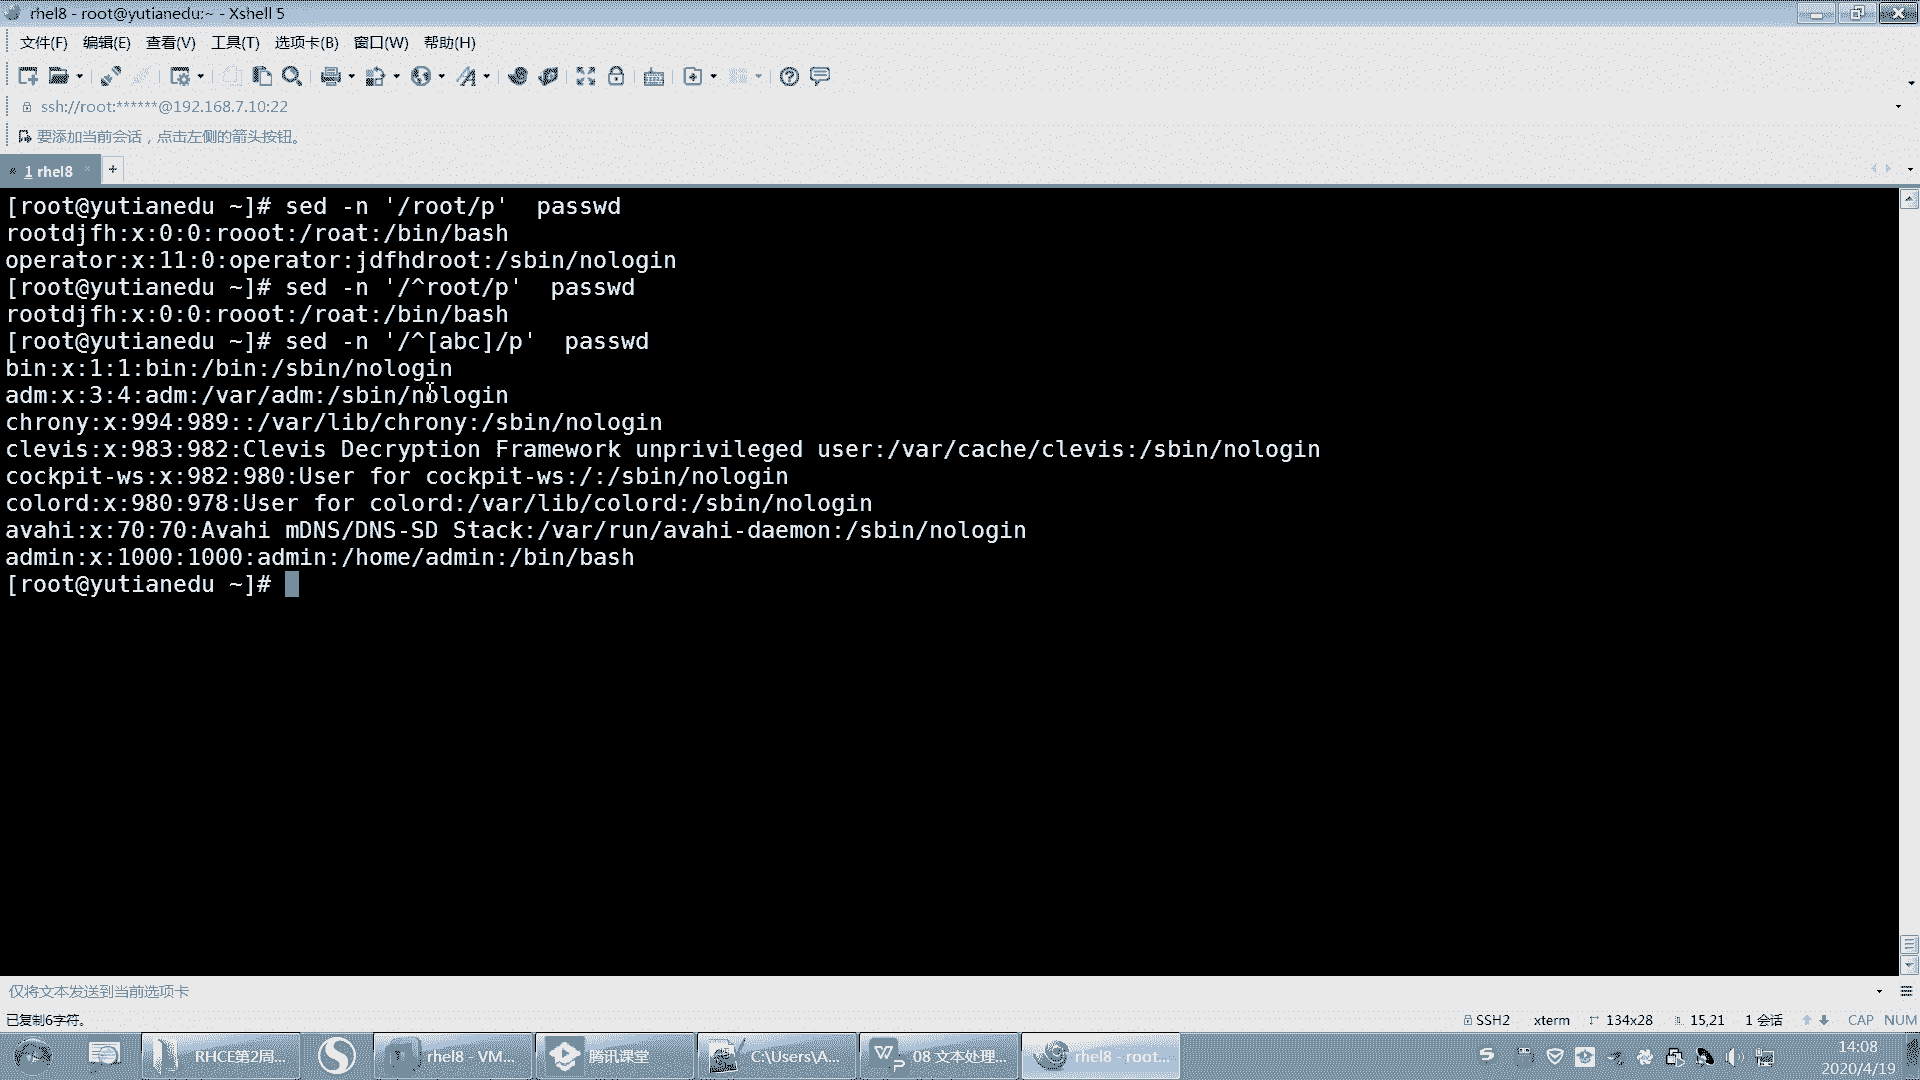 rhel8 - root@yutianedu:~ - Xshell 5
文件(F) 编辑(E) 查看(V) 工具(T) 选项卡(B) 窗口(W) 帮助(H)
ssh://root:******@192.168.7.10:22
要添加当前会话，点击左侧的箭头按钮。
1 rhel8
[root@yutianedu ~]# sed -n '/root/p'  passwd
rootdjfh:x:0:0:rooot:/roat:/bin/bash
operator:x:11:0:operator:jdfhdroot:/sbin/nologin
[root@yutianedu ~]# sed -n '/^root/p'  passwd
rootdjfh:x:0:0:rooot:/roat:/bin/bash
[root@yutianedu ~]# sed -n '/^[abc]/p'  passwd
bin:x:1:1:bin:/bin:/sbin/nologin
adm:x:3:4:adm:/var/adm:/sbin/nologin
chrony:x:994:989::/var/lib/chrony:/sbin/nologin
clevis:x:983:982:Clevis Decryption Framework unprivileged user:/var/cache/clevis:/sbin/nologin
cockpit-ws:x:982:980:User for cockpit-ws:/:/sbin/nologin
colord:x:980:978:User for colord:/var/lib/colord:/sbin/nologin
avahi:x:70:70:Avahi mDNS/DNS-SD Stack:/var/run/avahi-daemon:/sbin/nologin
admin:x:1000:1000:admin:/home/admin:/bin/bash
[root@yutianedu ~]#
仅将文本发送到当前选项卡
已复制6字符。 SSH2 xterm 134x28 15,21 1 会话 CAP NUM
RHCE第2周... rhel8 - VM... 腾讯课堂 C:\Users\A... 08 文本处理... rhel8 - root... 14:08
2020/4/19